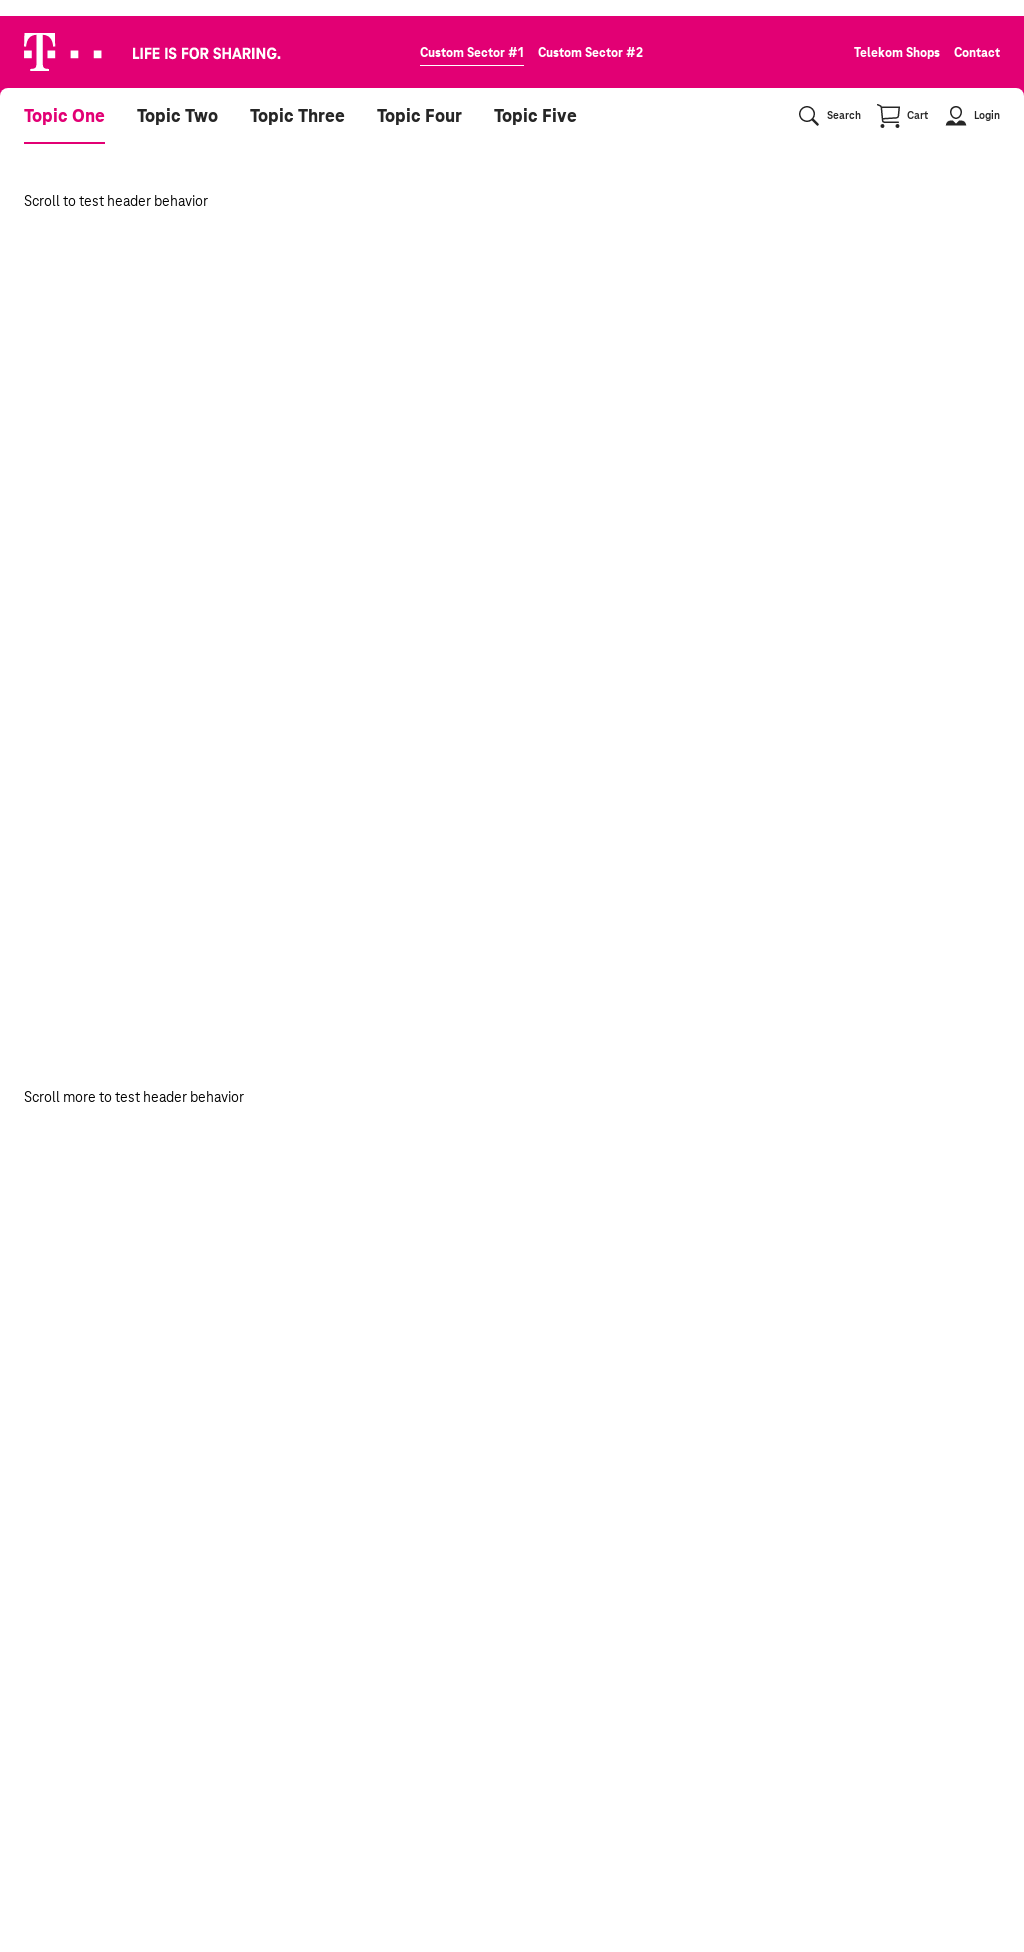 T LIFE IS FOR SHARING. Custom Sector #1 Custom Sector #2 Telekom Shops Contact
Topic One Topic Two Topic Three Topic Four Topic Five Search Cart Login
Scroll to test header behavior
Scroll more to test header behavior